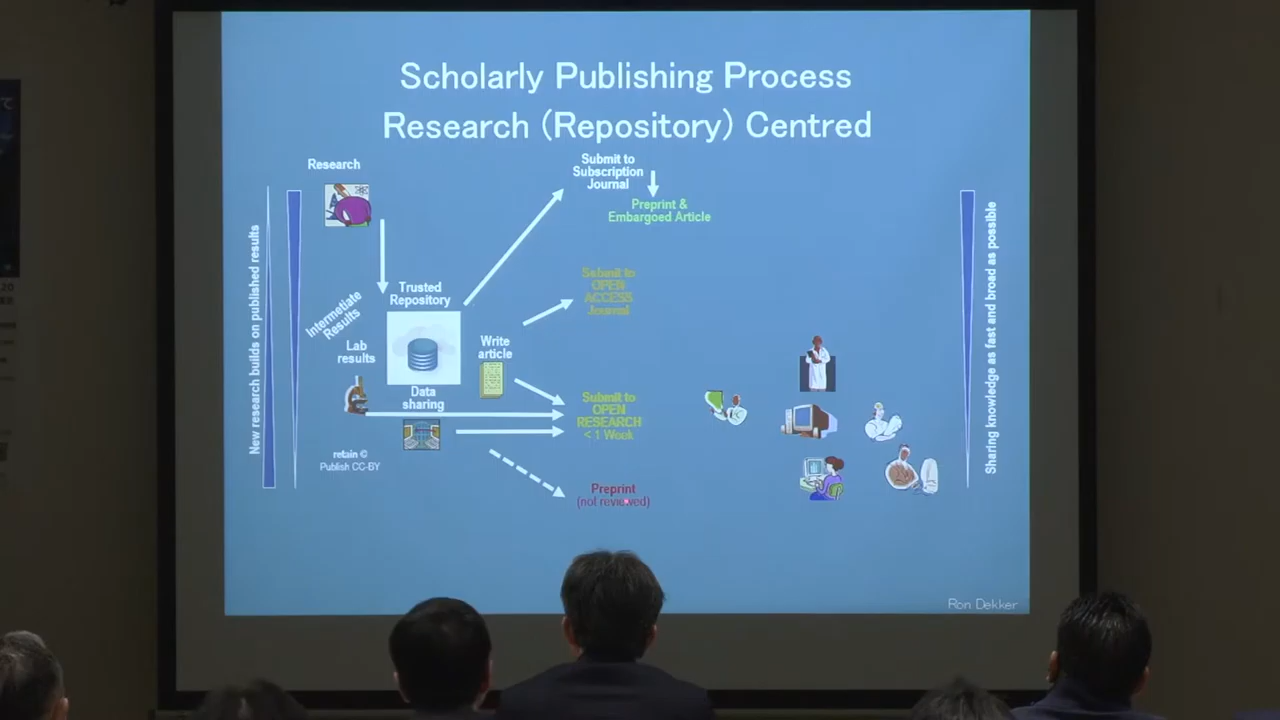 Scholarly Publishing Process
Research (Repository) Centred
Research
Submit to
Subscription
Journal
Preprint &
Embargoed Article
New research builds on published results
Sharing knowledge as fast and broad as possible
Trusted
Repository
Submit to
OPEN
ACCESS
Journal
Intermetiate
Results
Lab
results
Write
article
Data
sharing
Submit to
OPEN
RESEARCH
< 1 Week
retain ©
Publish CC-BY
Preprint
(not reviewed)
Ron Dekker